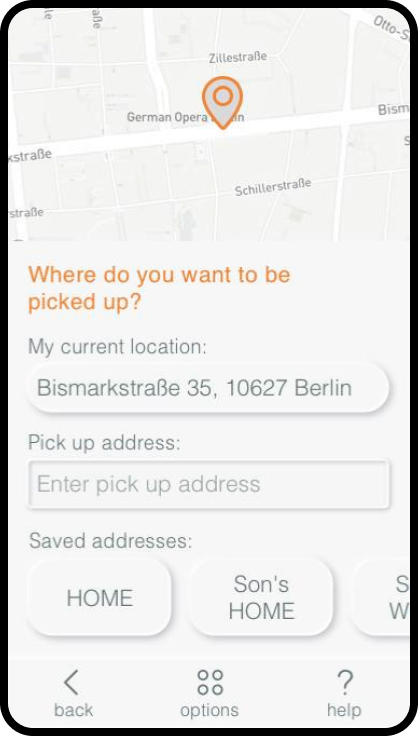 Otto-S
aße
Zillestraße
Bism
German Opera Berlin
kstraße
Schillerstraße
straße
Where do you want to be
picked up?
My current location:
Bismarkstraße 35, 10627 Berlin
Pick up address:
Enter pick up address
Saved addresses:
HOME
Son's
HOME
S
W
back
options
help